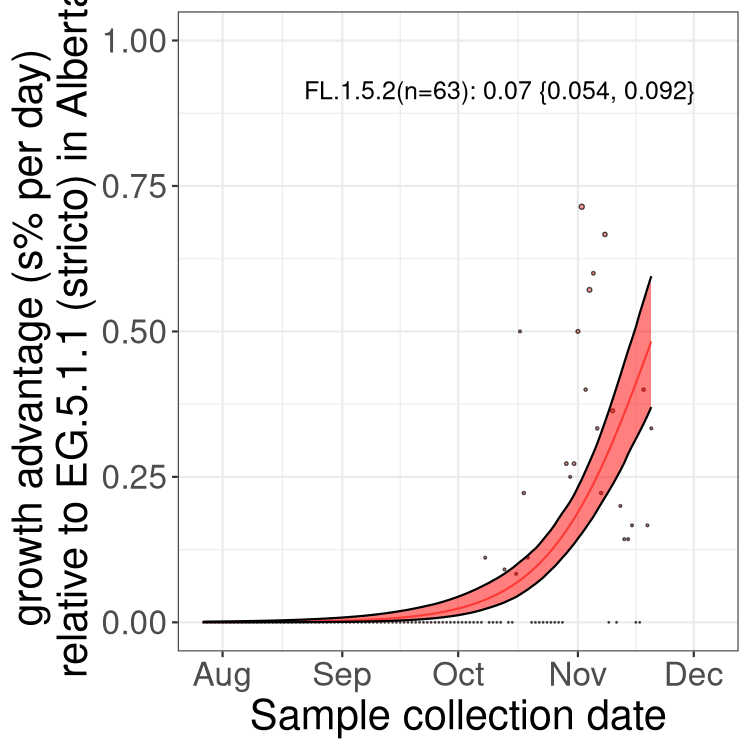 growth advantage (s% per day)
relative to EG.5.1.1 (stricto) in Alberta
1.00
0.75
0.50
0.25
0.00
FL.1.5.2(n=63): 0.07 {0.054, 0.092}
Aug Sep Oct Nov Dec
Sample collection date